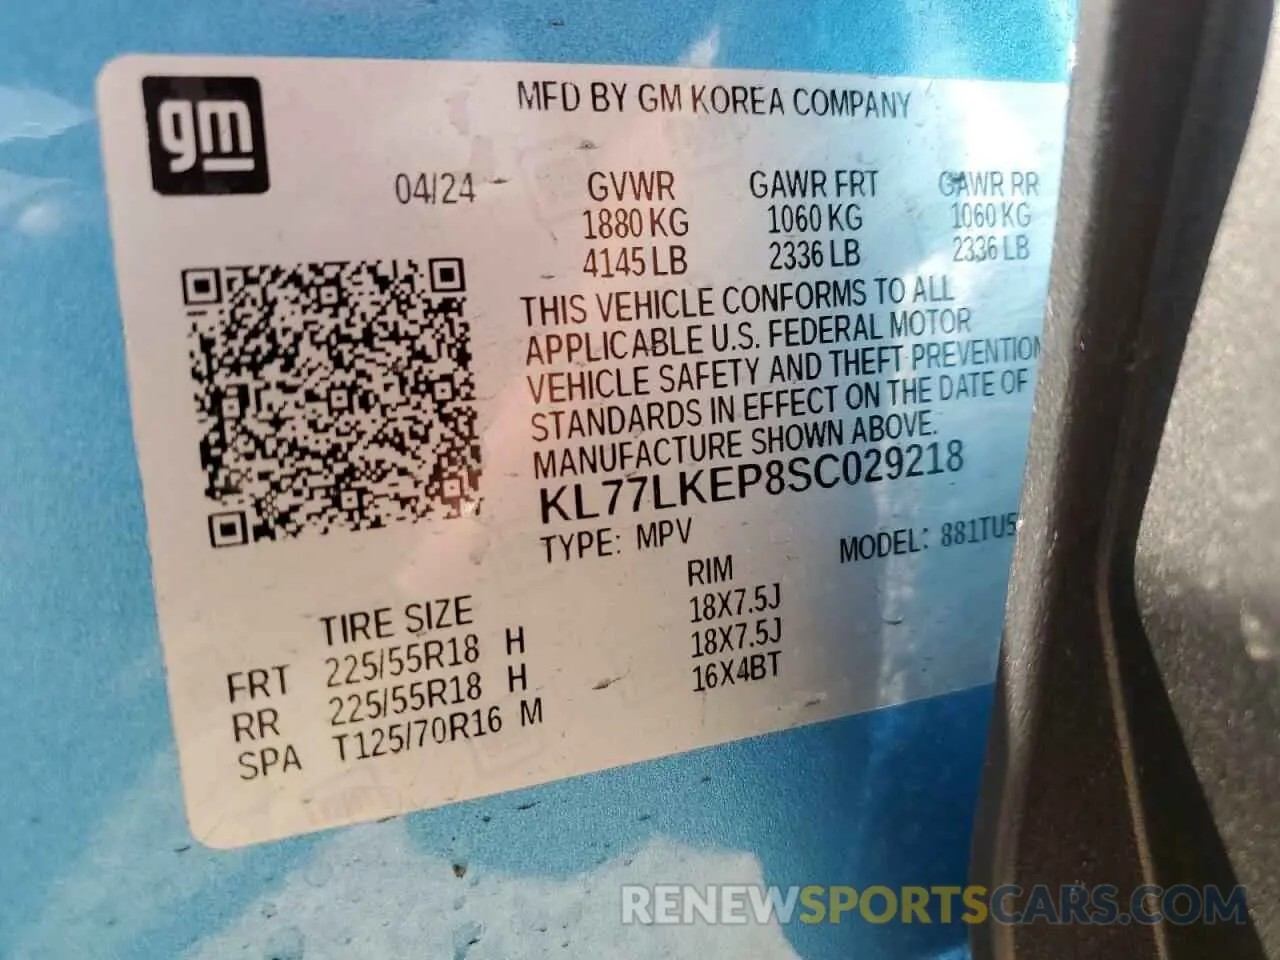 gm
MFD BY GM KOREA COMPANY
04/24
GVWR GAWR FRT GAWR RR
1880 KG 1060 KG 1060 KG
4145 LB 2336 LB 2336 LB
THIS VEHICLE CONFORMS TO ALL
APPLICABLE U.S. FEDERAL MOTOR
VEHICLE SAFETY AND THEFT PREVENTION
STANDARDS IN EFFECT ON THE DATE OF
MANUFACTURE SHOWN ABOVE.
KL77LKEP8SC029218
TYPE: MPV MODEL: 881TU5
TIRE SIZE RIM
FRT 225/55R18 H 18X7.5J
RR 225/55R18 H 18X7.5J
SPA T125/70R16 M 16X4BT
RENEWSPORTSCARS.COM